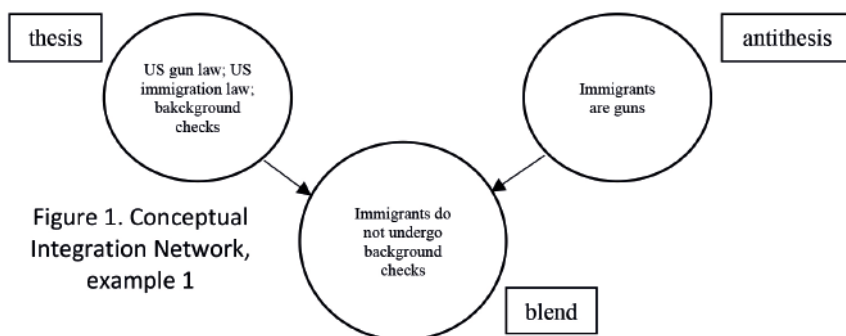 thesis
antithesis
US gun law; US
immigration law;
bakckground
checks
Immigrants
are guns
Immigrants do
not undergo
background
checks
Figure 1. Conceptual
Integration Network,
example 1
blend